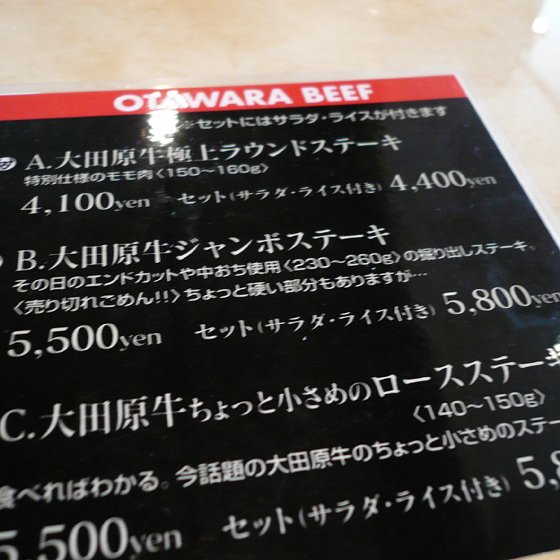 OTAWARA BEEF
※セットにはサラダ・ライスが付きます
A.大田原牛極上ラウンドステーキ
特別仕様のモモ肉〈150〜160g〉
4,100yen セット(サラダ・ライス付き) 4,400yen
B.大田原牛ジャンボステーキ
その日のエンドカットや中おち使用〈230〜260g〉の掘り出しステーキ。
〈売り切れごめん!!〉ちょっと硬い部分もありますが…
5,500yen セット(サラダ・ライス付き) 5,800yen
C.大田原牛ちょっと小さめのロースステーキ
〈140〜150g〉
食べればわかる。今話題の大田原牛のちょっと小さめのステー
5,500yen セット(サラダ・ライス付き) 5,8